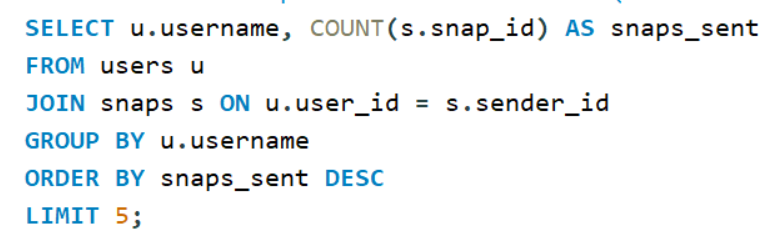 SELECT u.username, COUNT(s.snap_id) AS snaps_sent
FROM users u
JOIN snaps s ON u.user_id = s.sender_id
GROUP BY u.username
ORDER BY snaps_sent DESC
LIMIT 5;